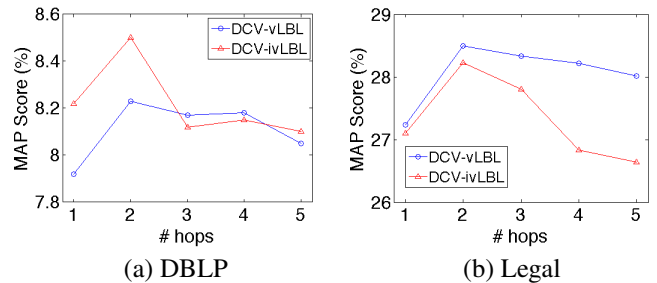 8.6
8.4
8.2
8
7.8
MAP Score (%)
DCV-vLBL
DCV-ivLBL
1 2 3 4 5
# hops
(a) DBLP
29
28
27
26
MAP Score (%)
DCV-vLBL
DCV-ivLBL
1 2 3 4 5
# hops
(b) Legal